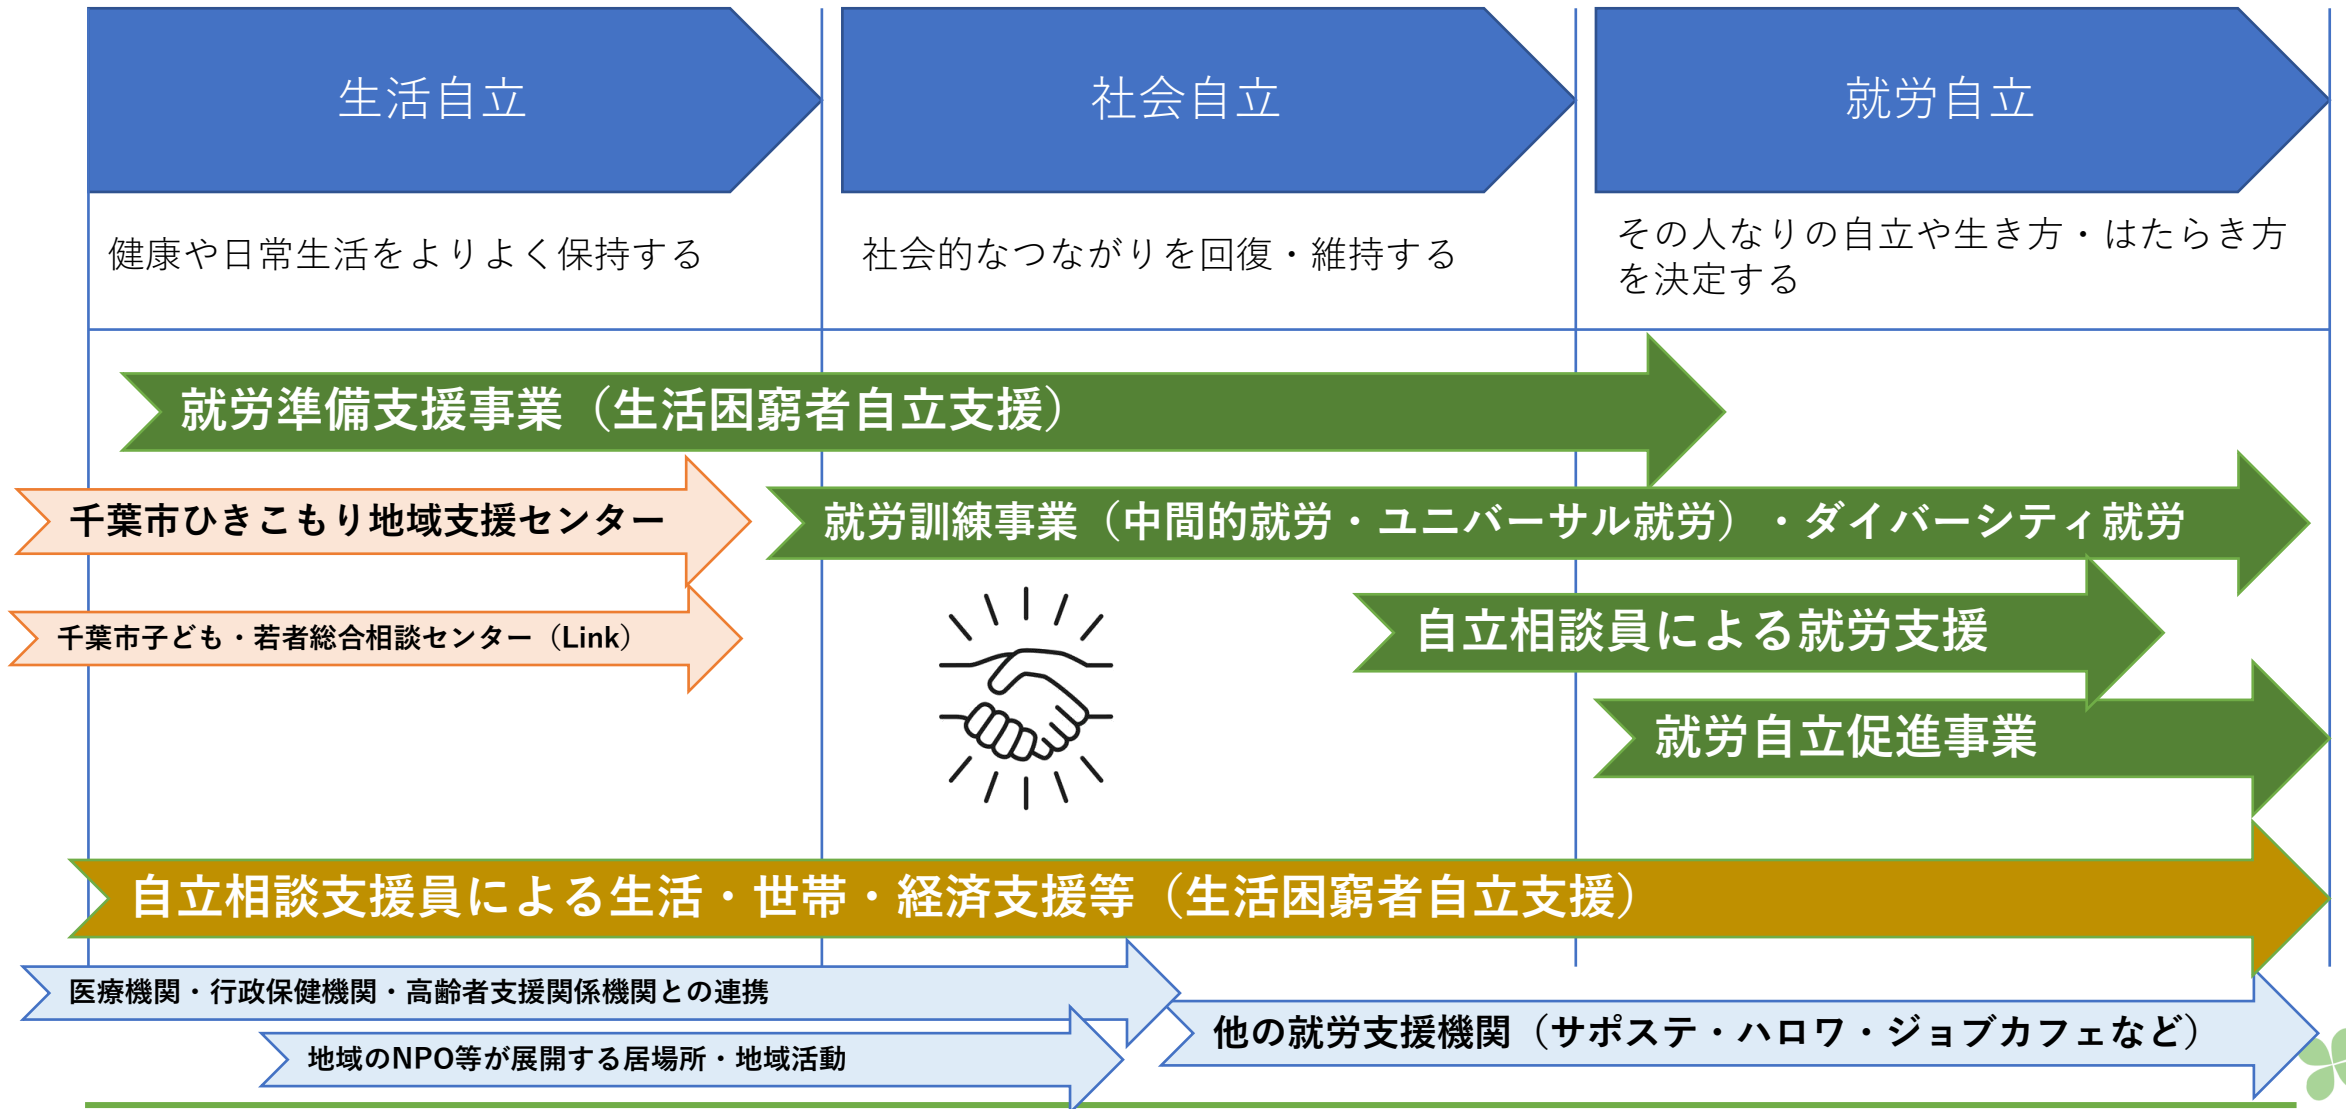 生活自立
社会自立
就労自立
健康や日常生活をよりよく保持する
社会的なつながりを回復・維持する
その人なりの自立や生き方・はたらき方
を決定する
就労準備支援事業（生活困窮者自立支援）
千葉市ひきこもり地域支援センター
就労訓練事業（中間的就労・ユニバーサル就労）・ダイバーシティ就労
千葉市子ども・若者総合相談センター（Link）
自立相談員による就労支援
就労自立促進事業
自立相談支援員による生活・世帯・経済支援等（生活困窮者自立支援）
医療機関・行政保健機関・高齢者支援関係機関との連携
他の就労支援機関（サポステ・ハロワ・ジョブカフェなど）
地域のNPO等が展開する居場所・地域活動